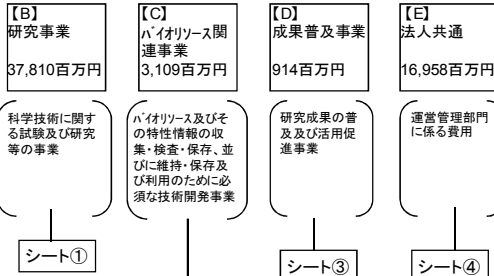 【B】
研究事業
37,810百万円
【C】
バイオリソース関
連事業
3,109百万円
【D】
成果普及事業
914百万円
【E】
法人共通
16,958百万円
科学技術に関す
る試験及び研究
等の事業
バイオリソース及びそ
の特性情報の収
集・検査・保存、並
びに維持・保存及
び利用のために必
須な技術開発事業
研究成果の普
及及び活用促
進事業
運営管理部門
に係る費用
シート①
シート③
シート④